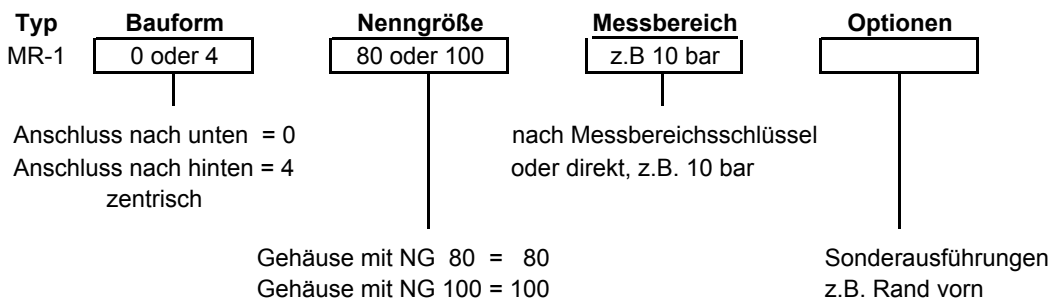 Typ Bauform Nenngröße Messbereich Optionen
MR-1 0 oder 4 80 oder 100 z.B 10 bar
Anschluss nach unten = 0 nach Messbereichsschlüssel
Anschluss nach hinten = 4 oder direkt, z.B. 10 bar
zentrisch
Gehäuse mit NG 80 = 80 Sonderausführungen
Gehäuse mit NG 100 = 100 z.B. Rand vorn